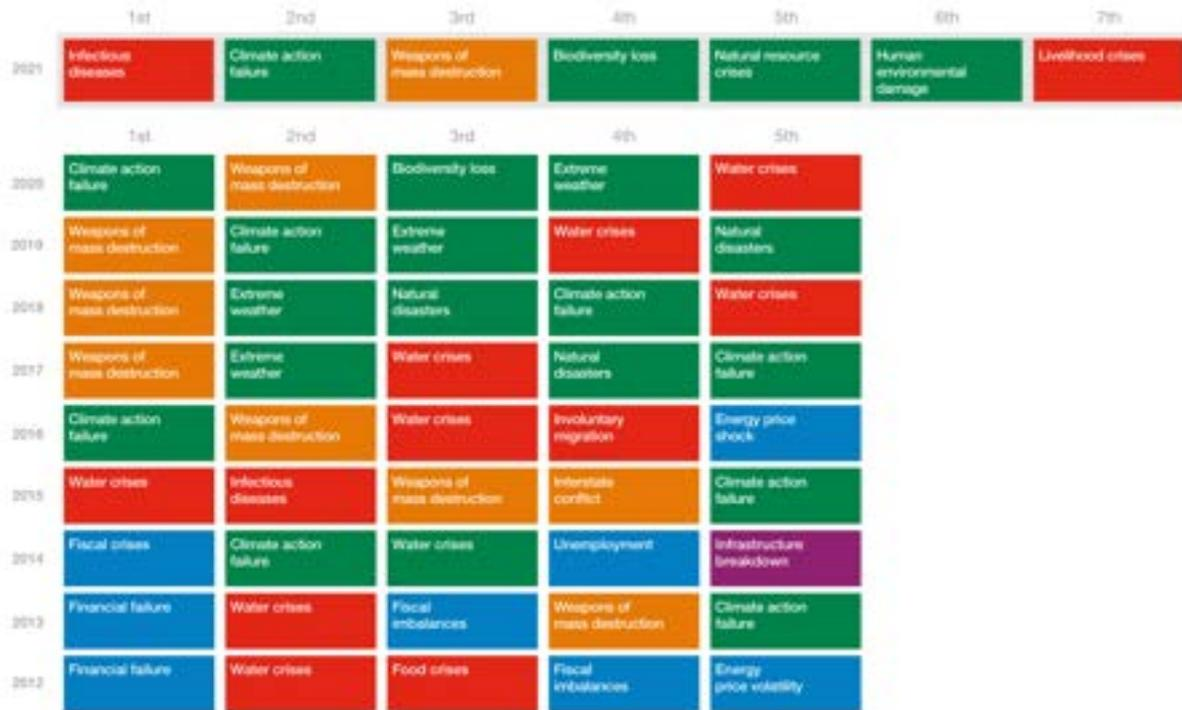 1st 2nd 3rd 4th 5th 6th 7th
2021
Infectious
diseases
Climate action
failure
Weapons of
mass destruction
Biodiversity loss
Natural resource
crises
Human
environmental
damage
Livelihood crises
1st 2nd 3rd 4th 5th
2020
Climate action
failure
Weapons of
mass destruction
Biodiversity loss
Extreme
weather
Water crises
2019
Weapons of
mass destruction
Climate action
failure
Extreme
weather
Water crises
Natural
disasters
2018
Weapons of
mass destruction
Extreme
weather
Natural
disasters
Climate action
failure
Water crises
2017
Weapons of
mass destruction
Extreme
weather
Water crises
Natural
disasters
Climate action
failure
2016
Climate action
failure
Weapons of
mass destruction
Water crises
Involuntary
migration
Energy price
shock
2015
Water crises
Infectious
diseases
Weapons of
mass destruction
Interstate
conflict
Climate action
failure
2014
Fiscal crises
Climate action
failure
Water crises
Unemployment
Infrastructure
breakdown
2013
Financial failure
Water crises
Fiscal
imbalances
Weapons of
mass destruction
Climate action
failure
2012
Financial failure
Water crises
Food crises
Fiscal
imbalances
Energy
price volatility